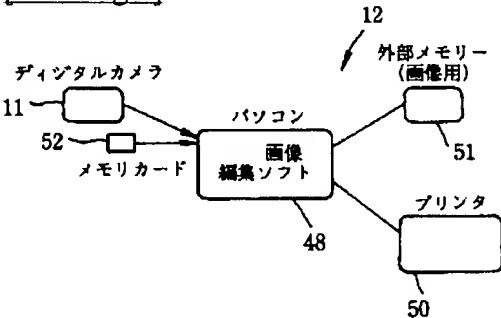 12
ディジタルカメラ
11
52
メモリカード
パソコン
画像
編集ソフト
48
外部メモリー
(画像用)
51
プリンタ
50